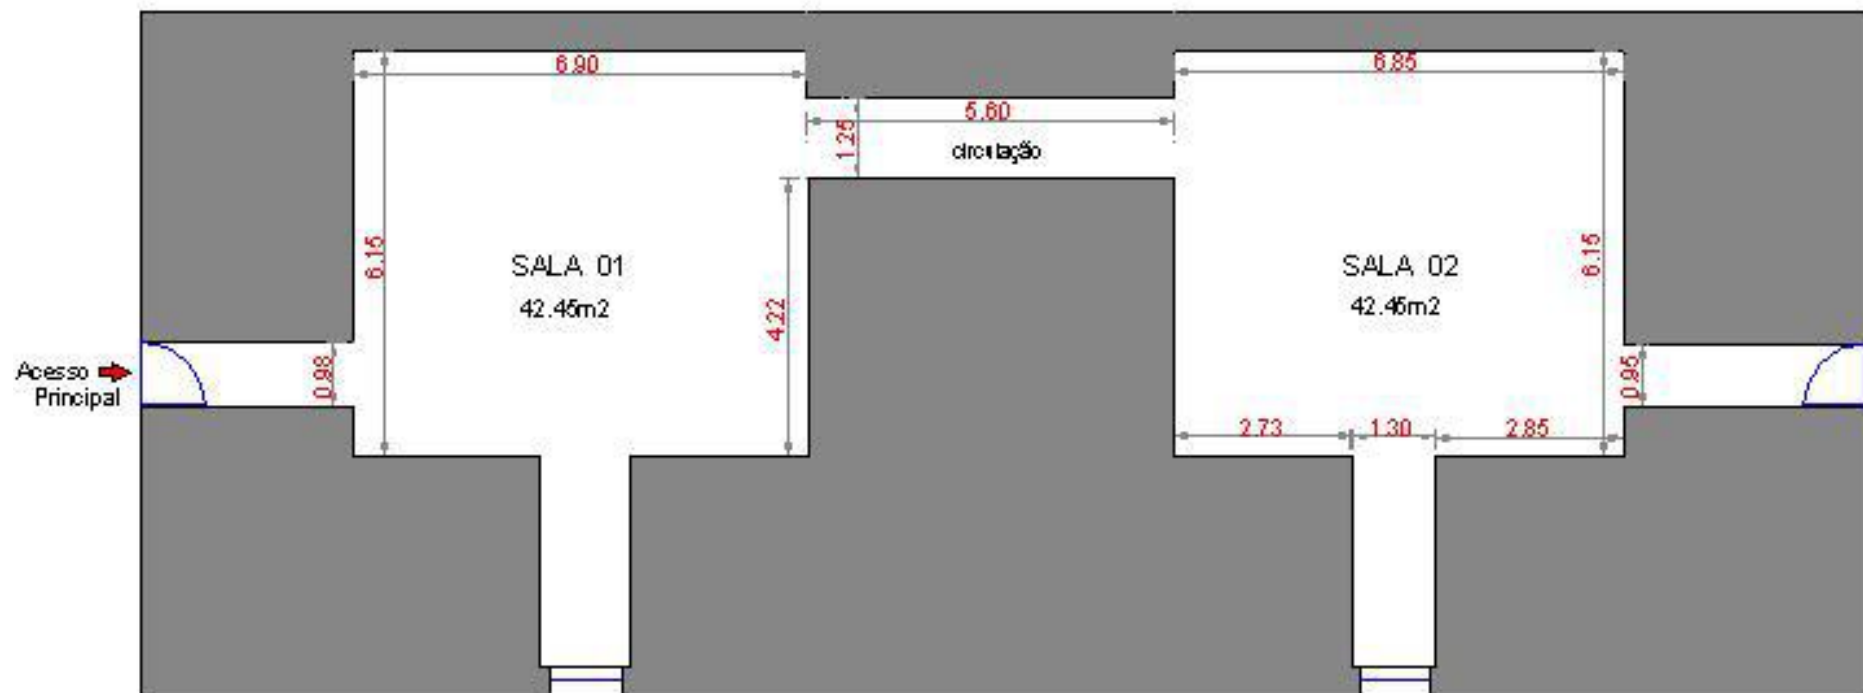 6.90
6.85
5.60
1.25
circulação
6.15
SALA 01
42.45m2
4.22
SALA 02
42.45m2
6.15
Acesso
Principal
0.98
0.95
2.73
1.30
2.85